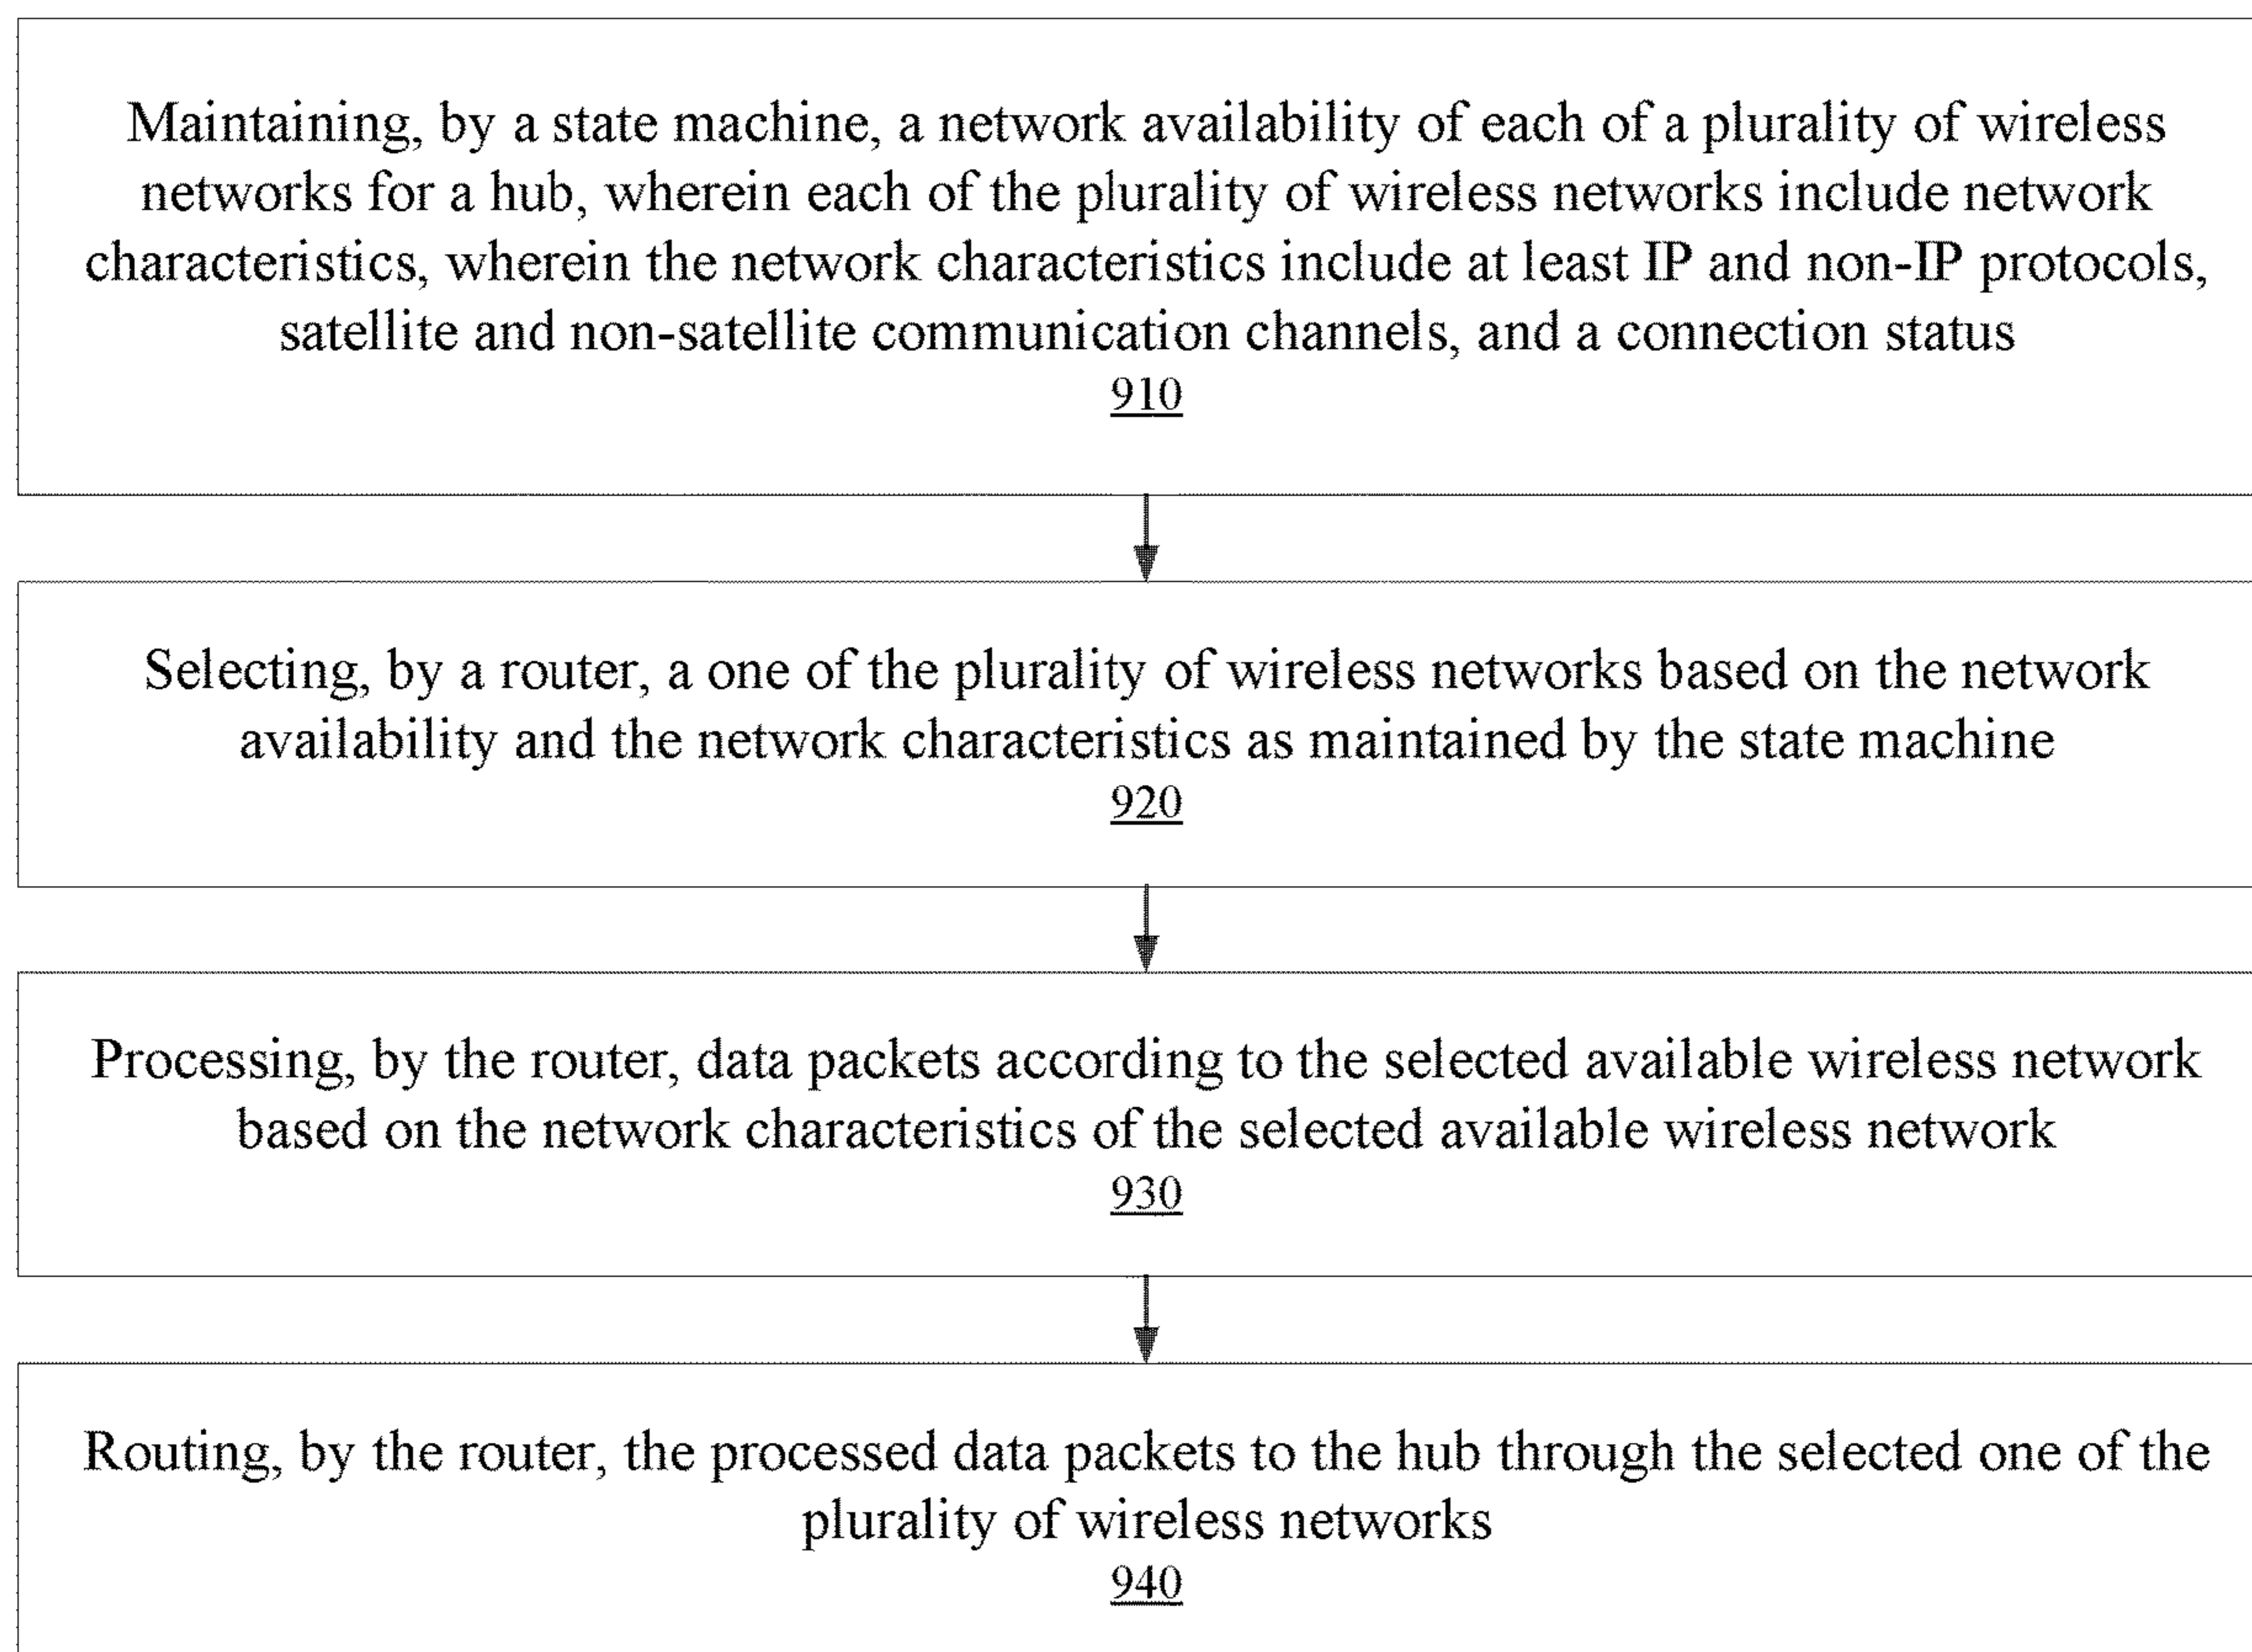 Maintaining, by a state machine, a network availability of each of a plurality of wireless
networks for a hub, wherein each of the plurality of wireless networks include network
characteristics, wherein the network characteristics include at least IP and non-IP protocols,
satellite and non-satellite communication channels, and a connection status
910
Selecting, by a router, a one of the plurality of wireless networks based on the network
availability and the network characteristics as maintained by the state machine
920
Processing, by the router, data packets according to the selected available wireless network
based on the network characteristics of the selected available wireless network
930
Routing, by the router, the processed data packets to the hub through the selected one of the
plurality of wireless networks
940